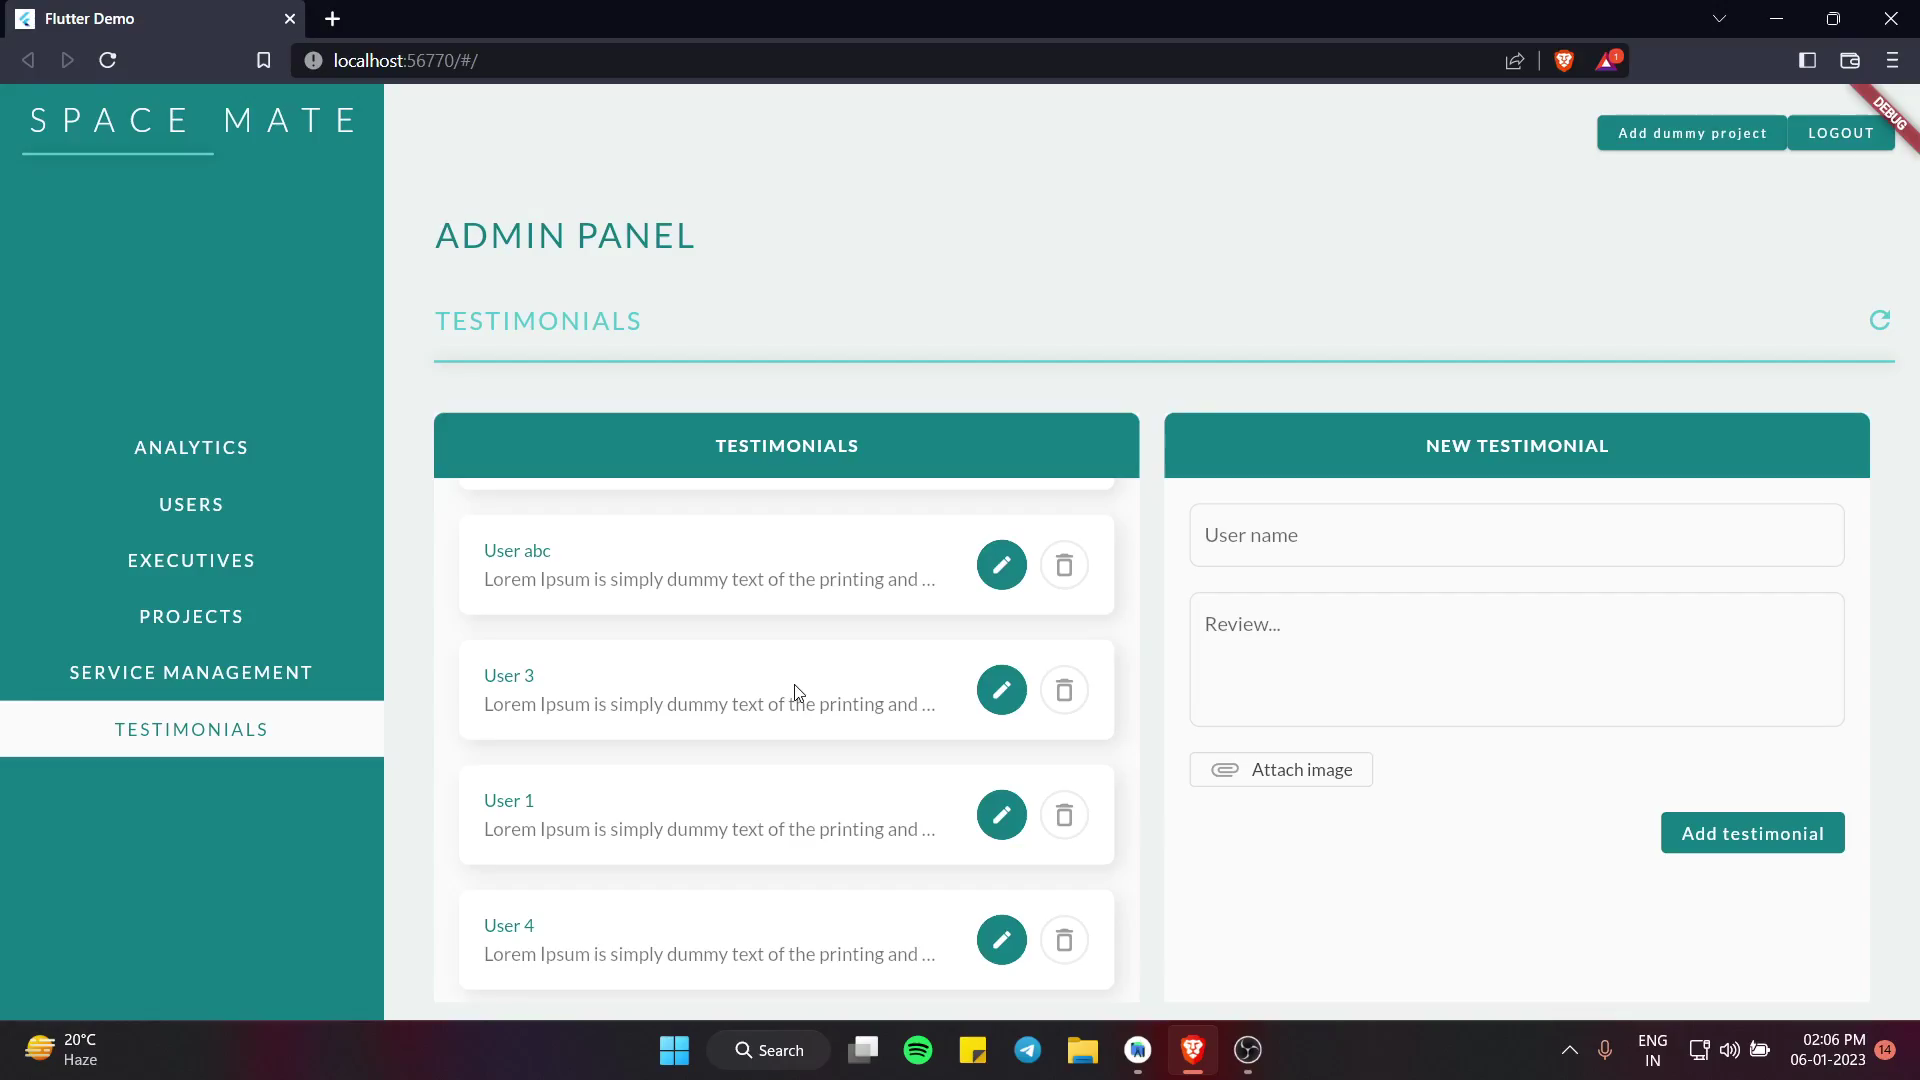 Flutter Demo
localhost:56770/#/
1
SPACE MATE
Add dummy project
LOGOUT
DEBUG
ADMIN PANEL
TESTIMONIALS
ANALYTICS
USERS
EXECUTIVES
PROJECTS
SERVICE MANAGEMENT
TESTIMONIALS
TESTIMONIALS
User abc
Lorem Ipsum is simply dummy text of the printing and ...
User 3
Lorem Ipsum is simply dummy text of the printing and ...
User 1
Lorem Ipsum is simply dummy text of the printing and ...
User 4
Lorem Ipsum is simply dummy text of the printing and ...
NEW TESTIMONIAL
User name
Review...
Attach image
Add testimonial
20°C
Haze
Search
ENG
IN
02:06 PM
06-01-2023
14